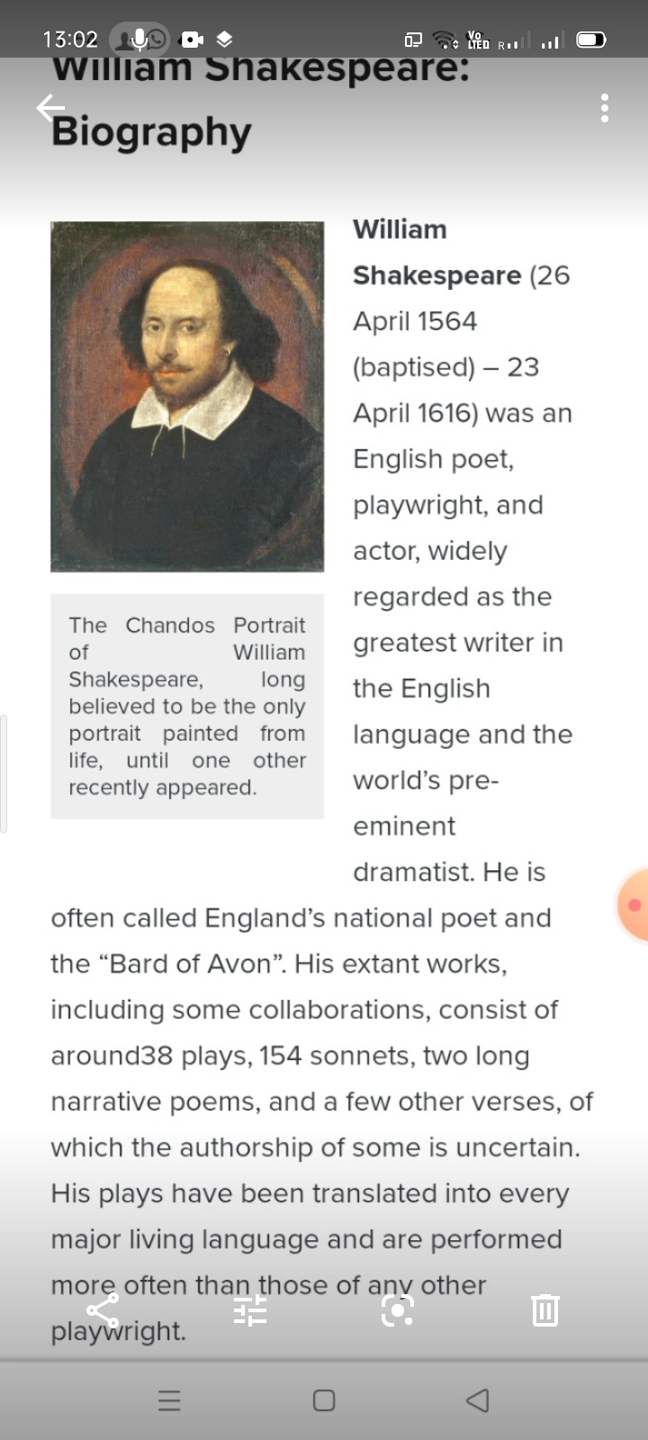 13:02
Vo
LTED
R
William Shakespeare:
Biography
William
Shakespeare (26
April 1564
(baptised) – 23
April 1616) was an
English poet,
playwright, and
actor, widely
regarded as the
greatest writer in
the English
language and the
world’s pre-
eminent
dramatist. He is
The Chandos Portrait
of William
Shakespeare, long
believed to be the only
portrait painted from
life, until one other
recently appeared.
often called England’s national poet and
the “Bard of Avon”. His extant works,
including some collaborations, consist of
around38 plays, 154 sonnets, two long
narrative poems, and a few other verses, of
which the authorship of some is uncertain.
His plays have been translated into every
major living language and are performed
more often than those of any other
playwright.